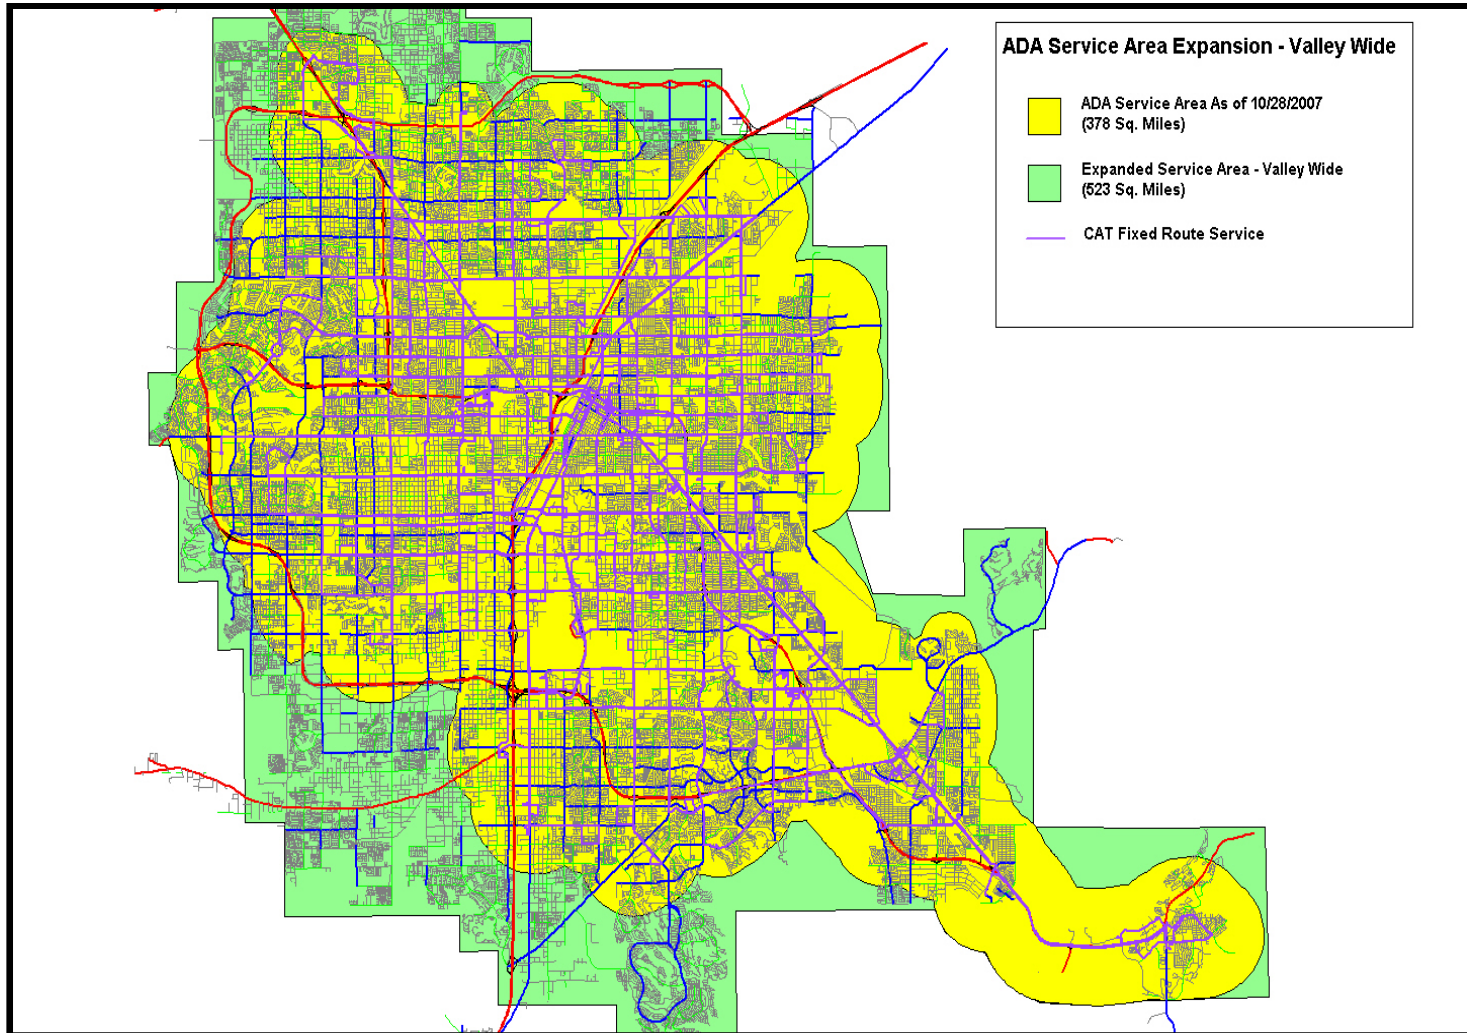 ADA Service Area Expansion - Valley Wide
ADA Service Area As of 10/28/2007
(378 Sq. Miles)
Expanded Service Area - Valley Wide
(523 Sq. Miles)
CAT Fixed Route Service